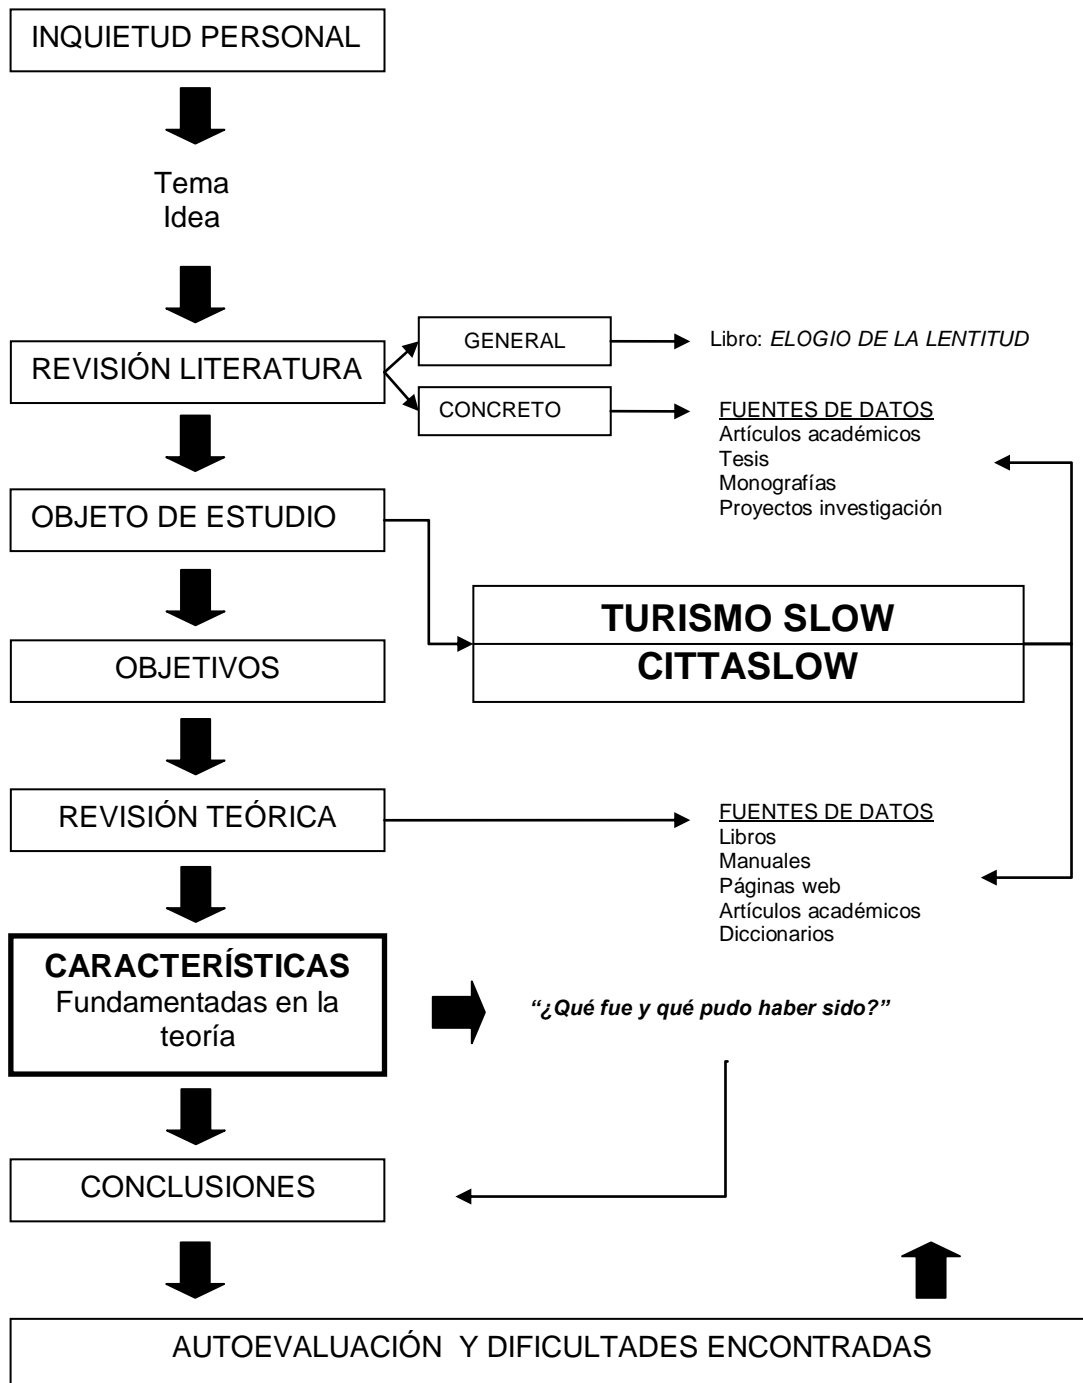 INQUIETUD PERSONAL
Tema
Idea
REVISIÓN LITERATURA
GENERAL
Libro: ELOGIO DE LA LENTITUD
CONCRETO
FUENTES DE DATOS
Artículos académicos
Tesis
Monografías
Proyectos investigación
OBJETO DE ESTUDIO
TURISMO SLOW
CITTASLOW
OBJETIVOS
REVISIÓN TEÓRICA
FUENTES DE DATOS
Libros
Manuales
Páginas web
Artículos académicos
Diccionarios
CARACTERÍSTICAS
Fundamentadas en la
teoría
“¿Qué fue y qué pudo haber sido?”
CONCLUSIONES
AUTOEVALUACIÓN Y DIFICULTADES ENCONTRADAS